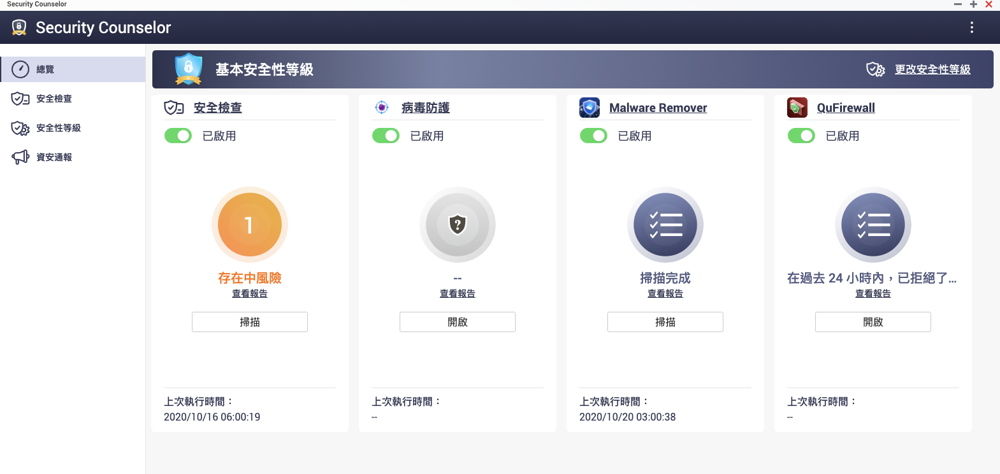 Security Counselor
Security Counselor
總覽
安全檢查
安全性等級
資安通報
基本安全性等級
更改安全性等級
安全檢查
已啟用
1
存在中風險
查看報告
掃描
上次執行時間：
2020/10/16 06:00:19
病毒防護
已啟用
?
--
查看報告
開啟
上次執行時間：
--
Malware Remover
已啟用
掃描完成
查看報告
掃描
上次執行時間：
2020/10/20 03:00:38
QuFirewall
已啟用
在過去 24 小時內，已拒絕了...
查看報告
開啟
上次執行時間：
--